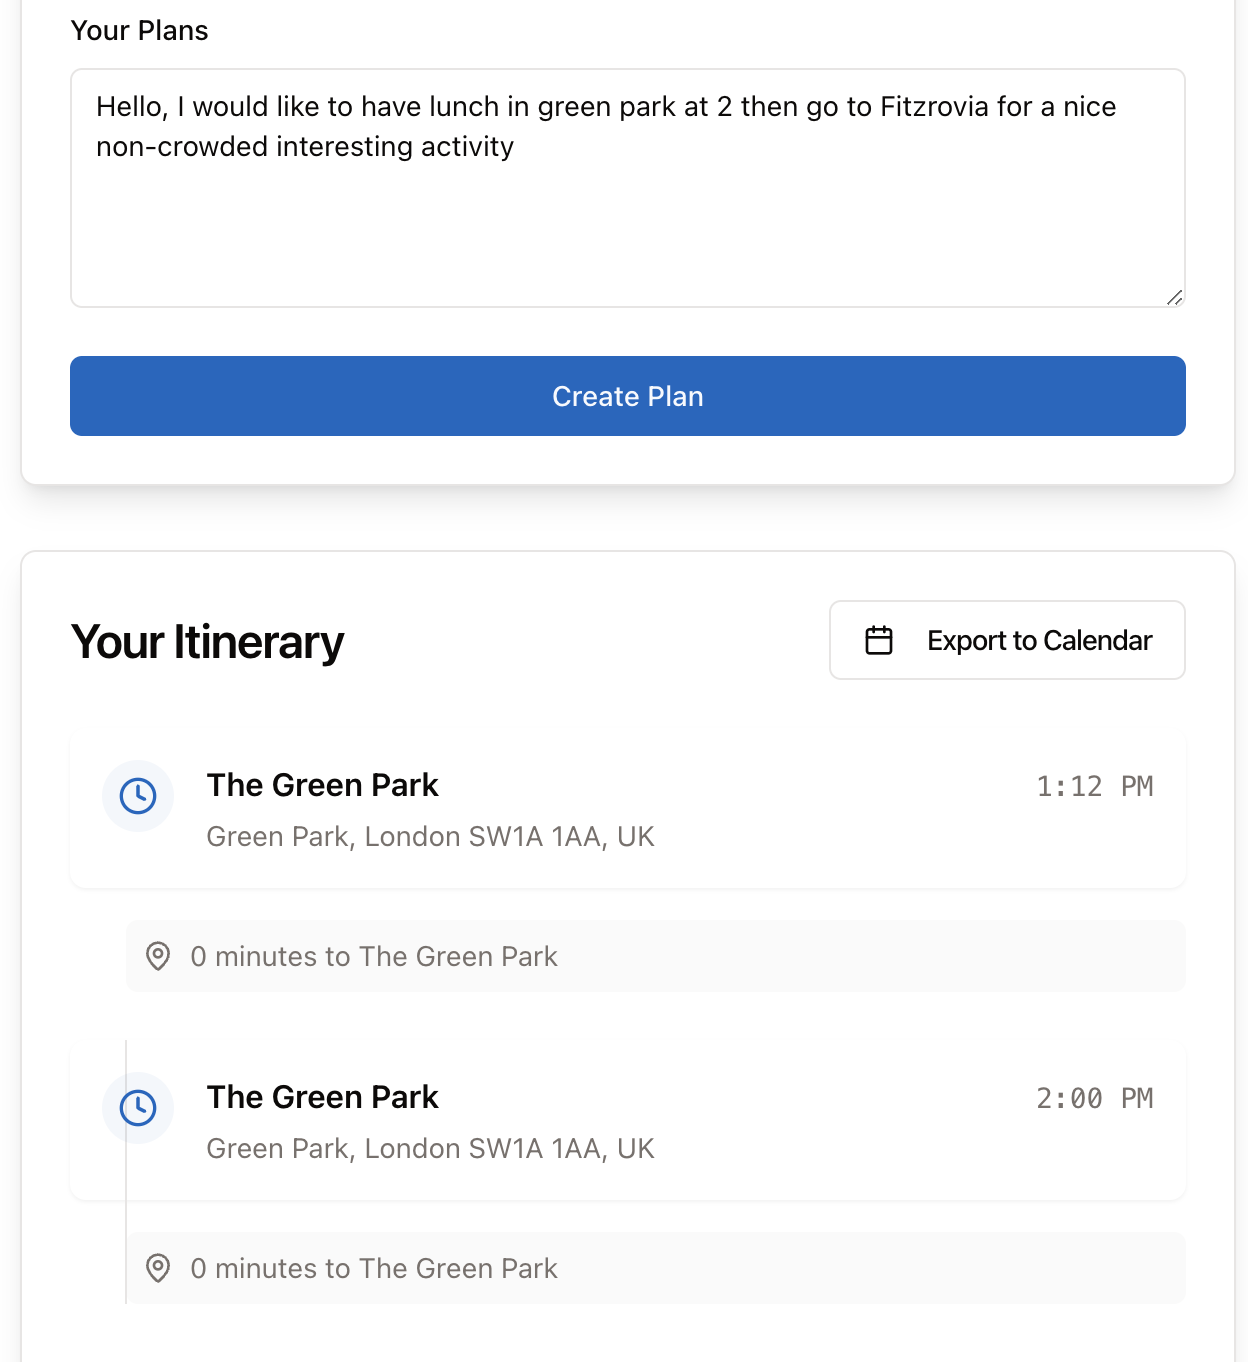 Your Plans
Hello, I would like to have lunch in green park at 2 then go to Fitzrovia for a nice
non-crowded interesting activity
Create Plan
Your Itinerary
Export to Calendar
The Green Park
1:12 PM
Green Park, London SW1A 1AA, UK
0 minutes to The Green Park
The Green Park
2:00 PM
Green Park, London SW1A 1AA, UK
0 minutes to The Green Park